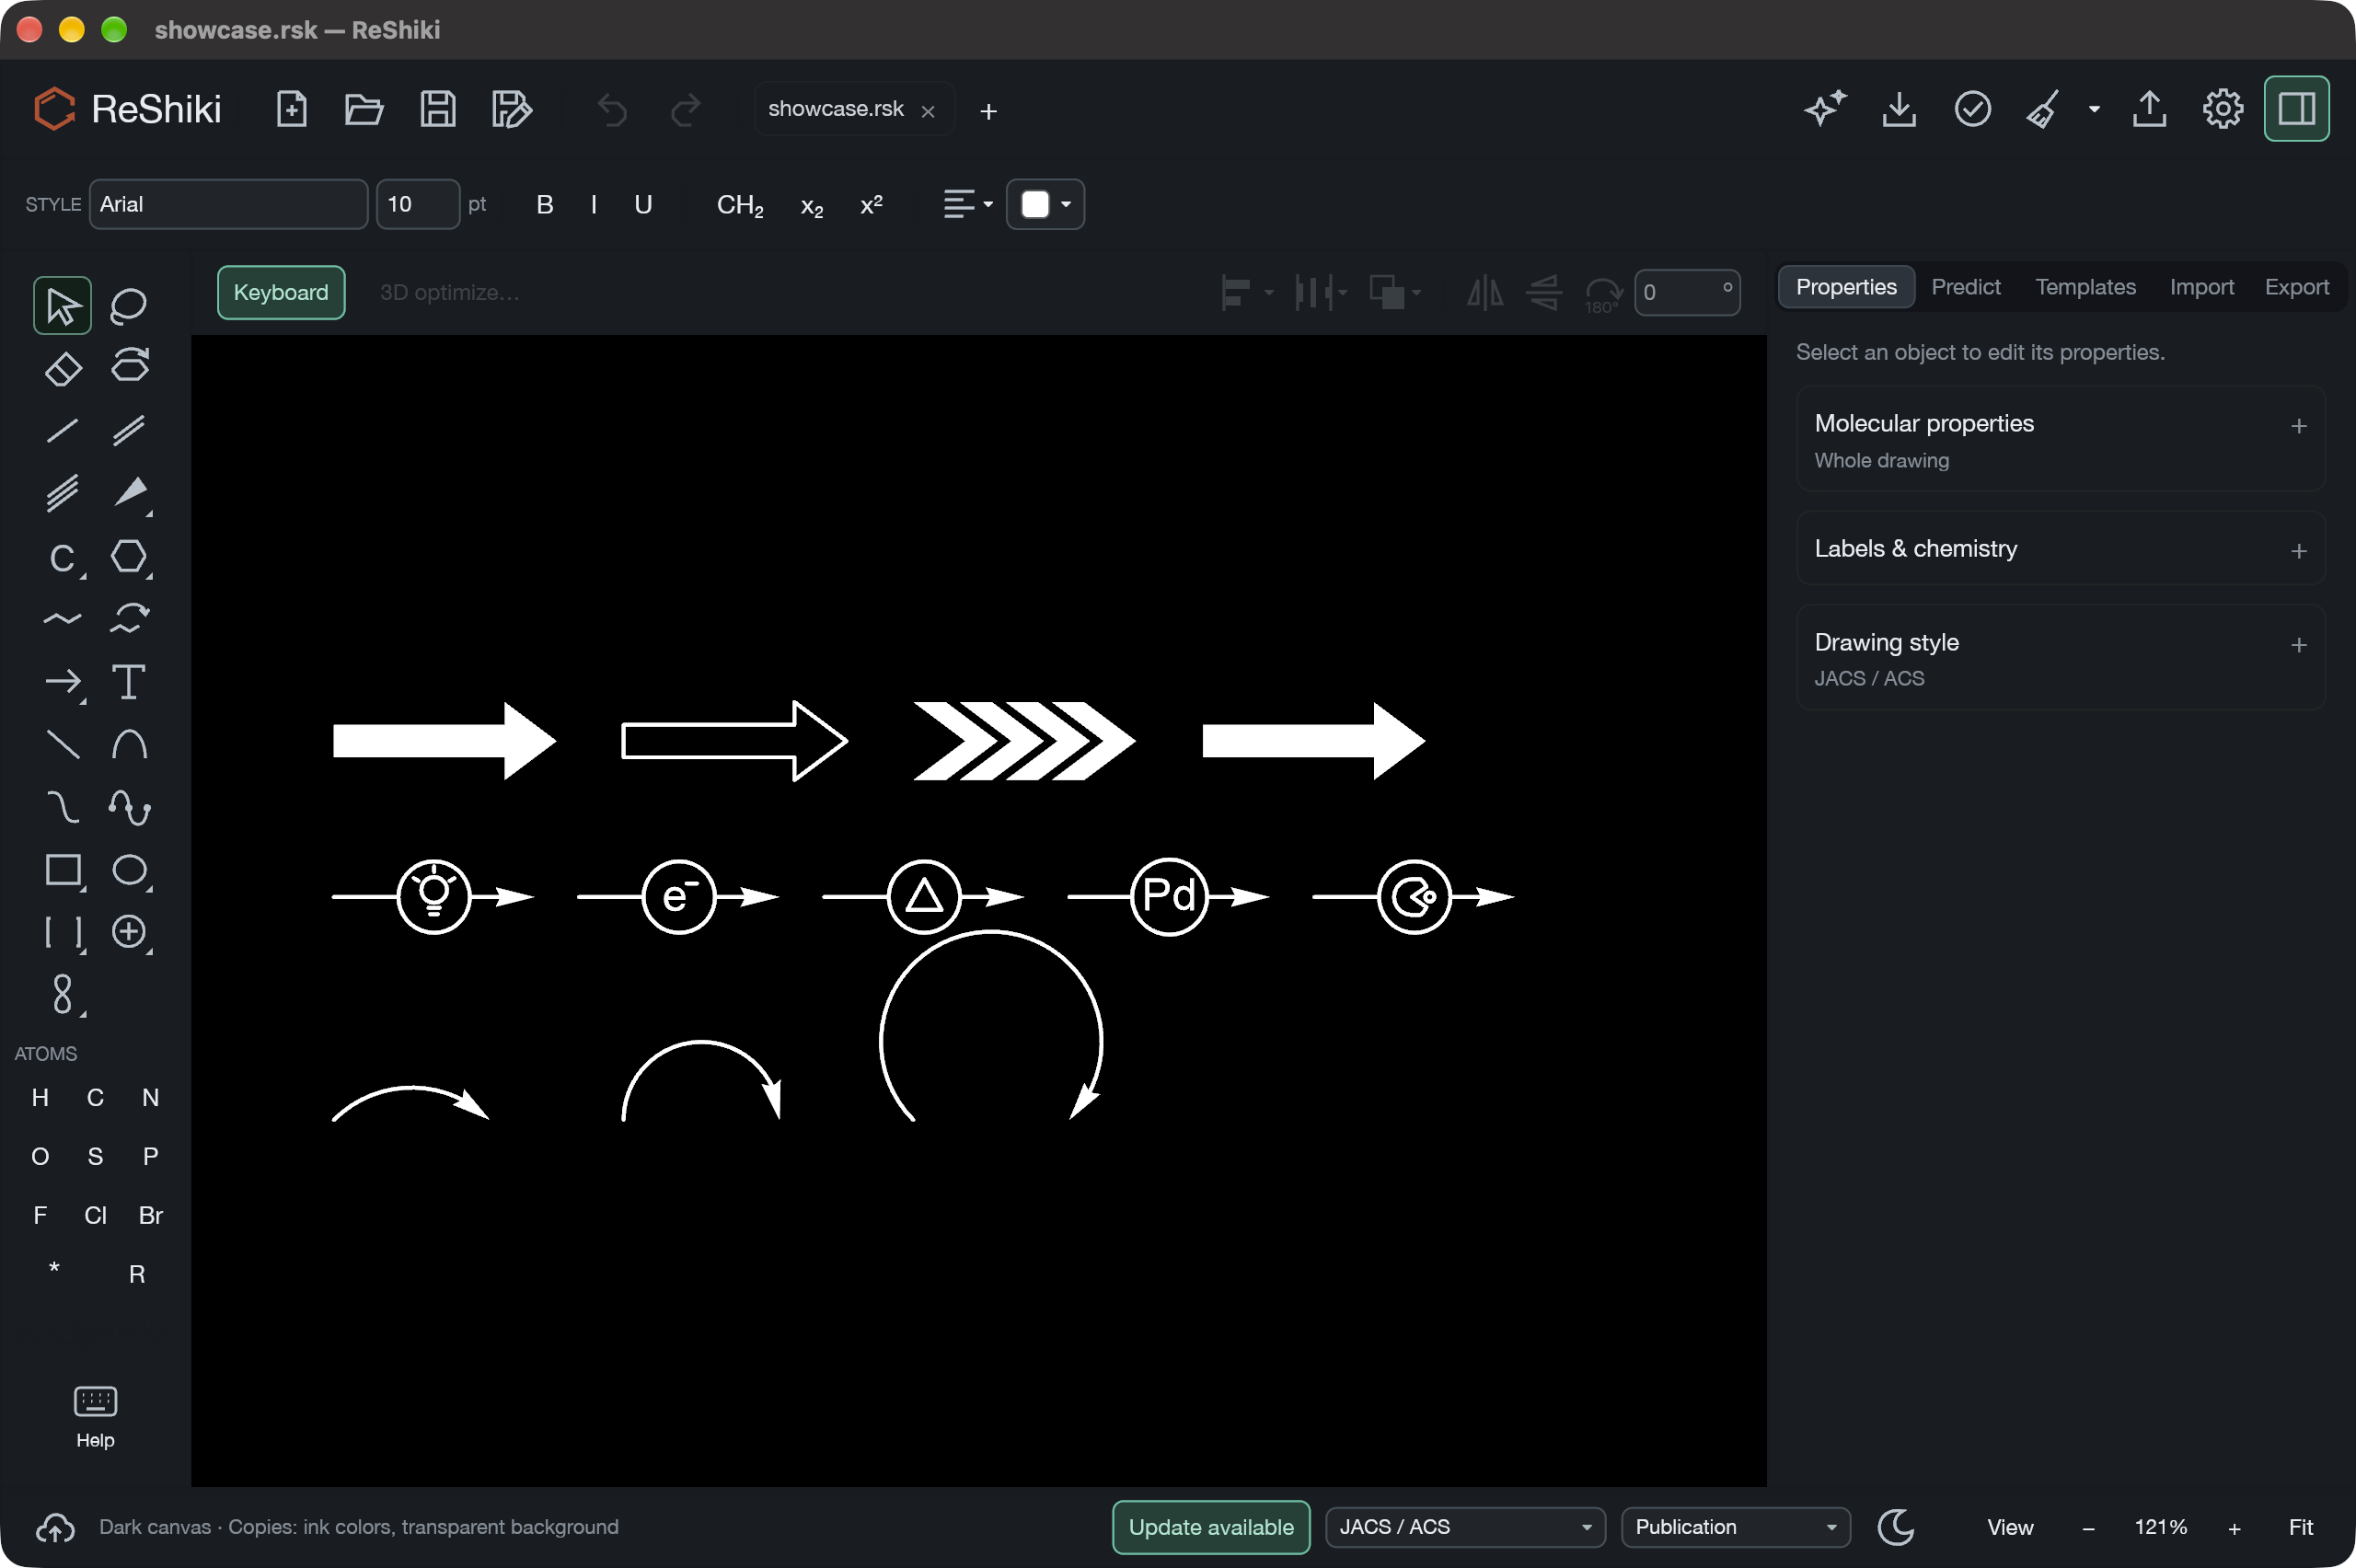 showcase.rsk — ReShiki
ReShiki
showcase.rsk × +
STYLE Arial 10 pt B I U CH₂ x₂ x²
Keyboard 3D optimize... 180° 0 °
Properties Predict Templates Import Export
Select an object to edit its properties.
Molecular properties +
Whole drawing
Labels & chemistry +
Drawing style +
JACS / ACS
C
T
e⁻ Pd
ATOMS
H C N
O S P
F Cl Br
* R
Help
Dark canvas · Copies: ink colors, transparent background
Update available JACS / ACS Publication View – 121% + Fit